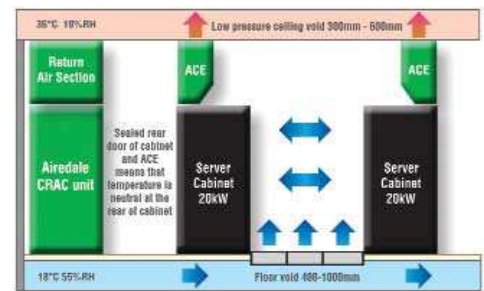 36°C 19%RH
Low pressure ceiling void 300mm - 600mm
Return
Air Section
ACE
ACE
Airedale
CRAC unit
Sealed rear
door of cabinet
and ACE
means that
temperature is
neutral at the
rear of cabinet
Server
Cabinet
20kW
Server
Cabinet
20kW
18°C 55%RH
Floor void 400-1000mm